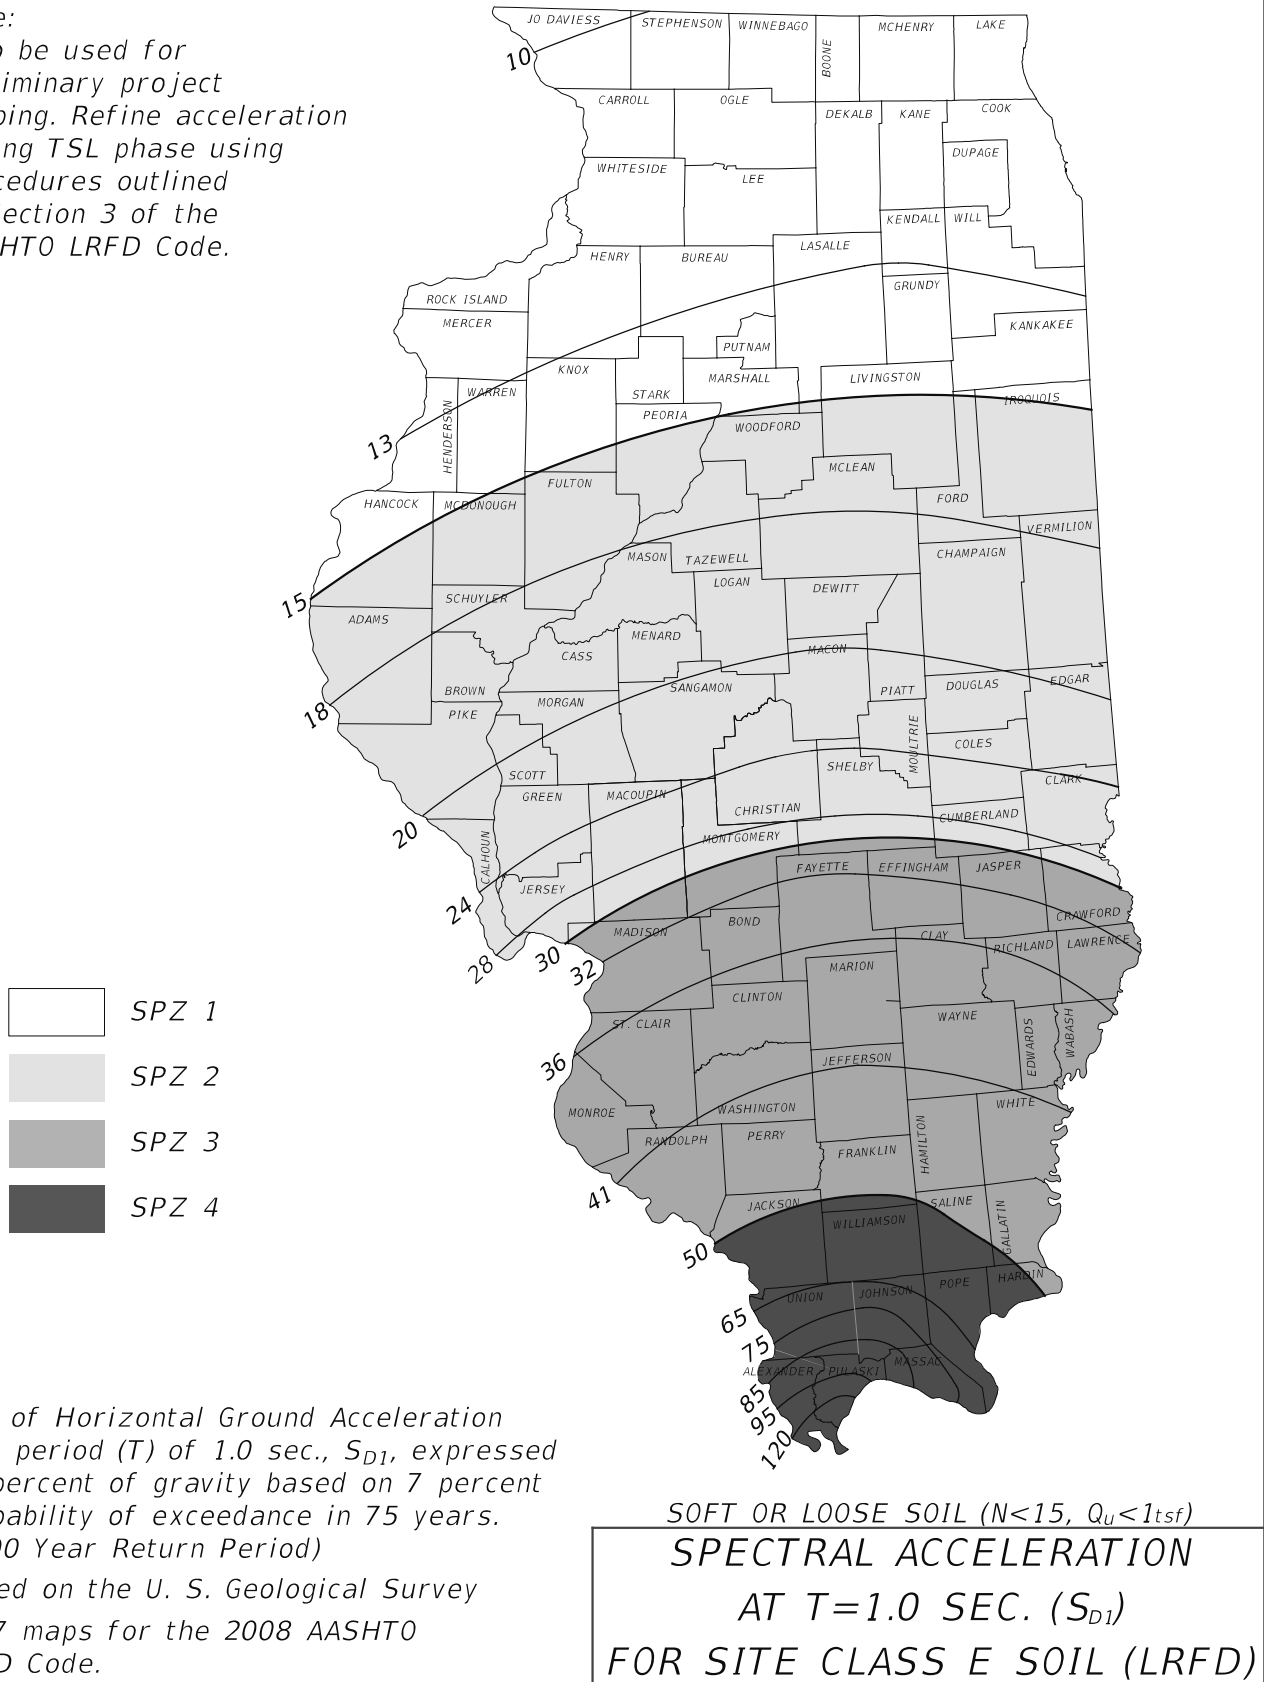 e:
o be used for
iminary project
ping. Refine acceleration
ng TSL phase using
cedures outlined
ection 3 of the
HTO LRFD Code.
JO DAVIESS
STEPHENSON
WINNEBAGO
BOONE
MCHENRY
LAKE
10
CARROLL
OGLE
DEKALB
KANE
COOK
DUPAGE
WHITESIDE
LEE
KENDALL
WILL
HENRY
BUREAU
LASALLE
GRUNDY
ROCK ISLAND
MERCER
KANKAKEE
PUTNAM
KNOX
STARK
MARSHALL
LIVINGSTON
HENDERSON
WARREN
PEORIA
IROQUOIS
13
WOODFORD
MCLEAN
FULTON
FORD
HANCOCK
MCDONOUGH
VERMILION
MASON
TAZEWELL
CHAMPAIGN
LOGAN
DEWITT
15
SCHUYLER
ADAMS
MENARD
CASS
MACON
SANGAMON
PIATT
DOUGLAS
EDGAR
BROWN
MORGAN
18
PIKE
MOULTRIE
COLES
SCOTT
SHELBY
CLARK
GREEN
MACOUPIN
CHRISTIAN
CUMBERLAND
20
MONTGOMERY
CALHOUN
JERSEY
FAYETTE
EFFINGHAM
JASPER
24
CRAWFORD
MADISON
BOND
CLAY
RICHLAND
LAWRENCE
28
30
32
MARION
CLINTON
ST. CLAIR
WAYNE
EDWARDS
WABASH
36
JEFFERSON
MONROE
WASHINGTON
WHITE
RANDOLPH
PERRY
FRANKLIN
HAMILTON
41
JACKSON
WILLIAMSON
SALINE
GALLATIN
50
UNION
JOHNSON
POPE
HARDIN
65
75
ALEXANDER
PULASKI
MASSAC
85
95
120
SPZ 1
SPZ 2
SPZ 3
SPZ 4
of Horizontal Ground Acceleration
period (T) of 1.0 sec., SD1, expressed
percent of gravity based on 7 percent
bability of exceedance in 75 years.
00 Year Return Period)
ed on the U. S. Geological Survey
7 maps for the 2008 AASHTO
D Code.
SOFT OR LOOSE SOIL (N<15, Qu<1tsf)
SPECTRAL ACCELERATION
AT T=1.0 SEC. (SD1)
FOR SITE CLASS E SOIL (LRFD)